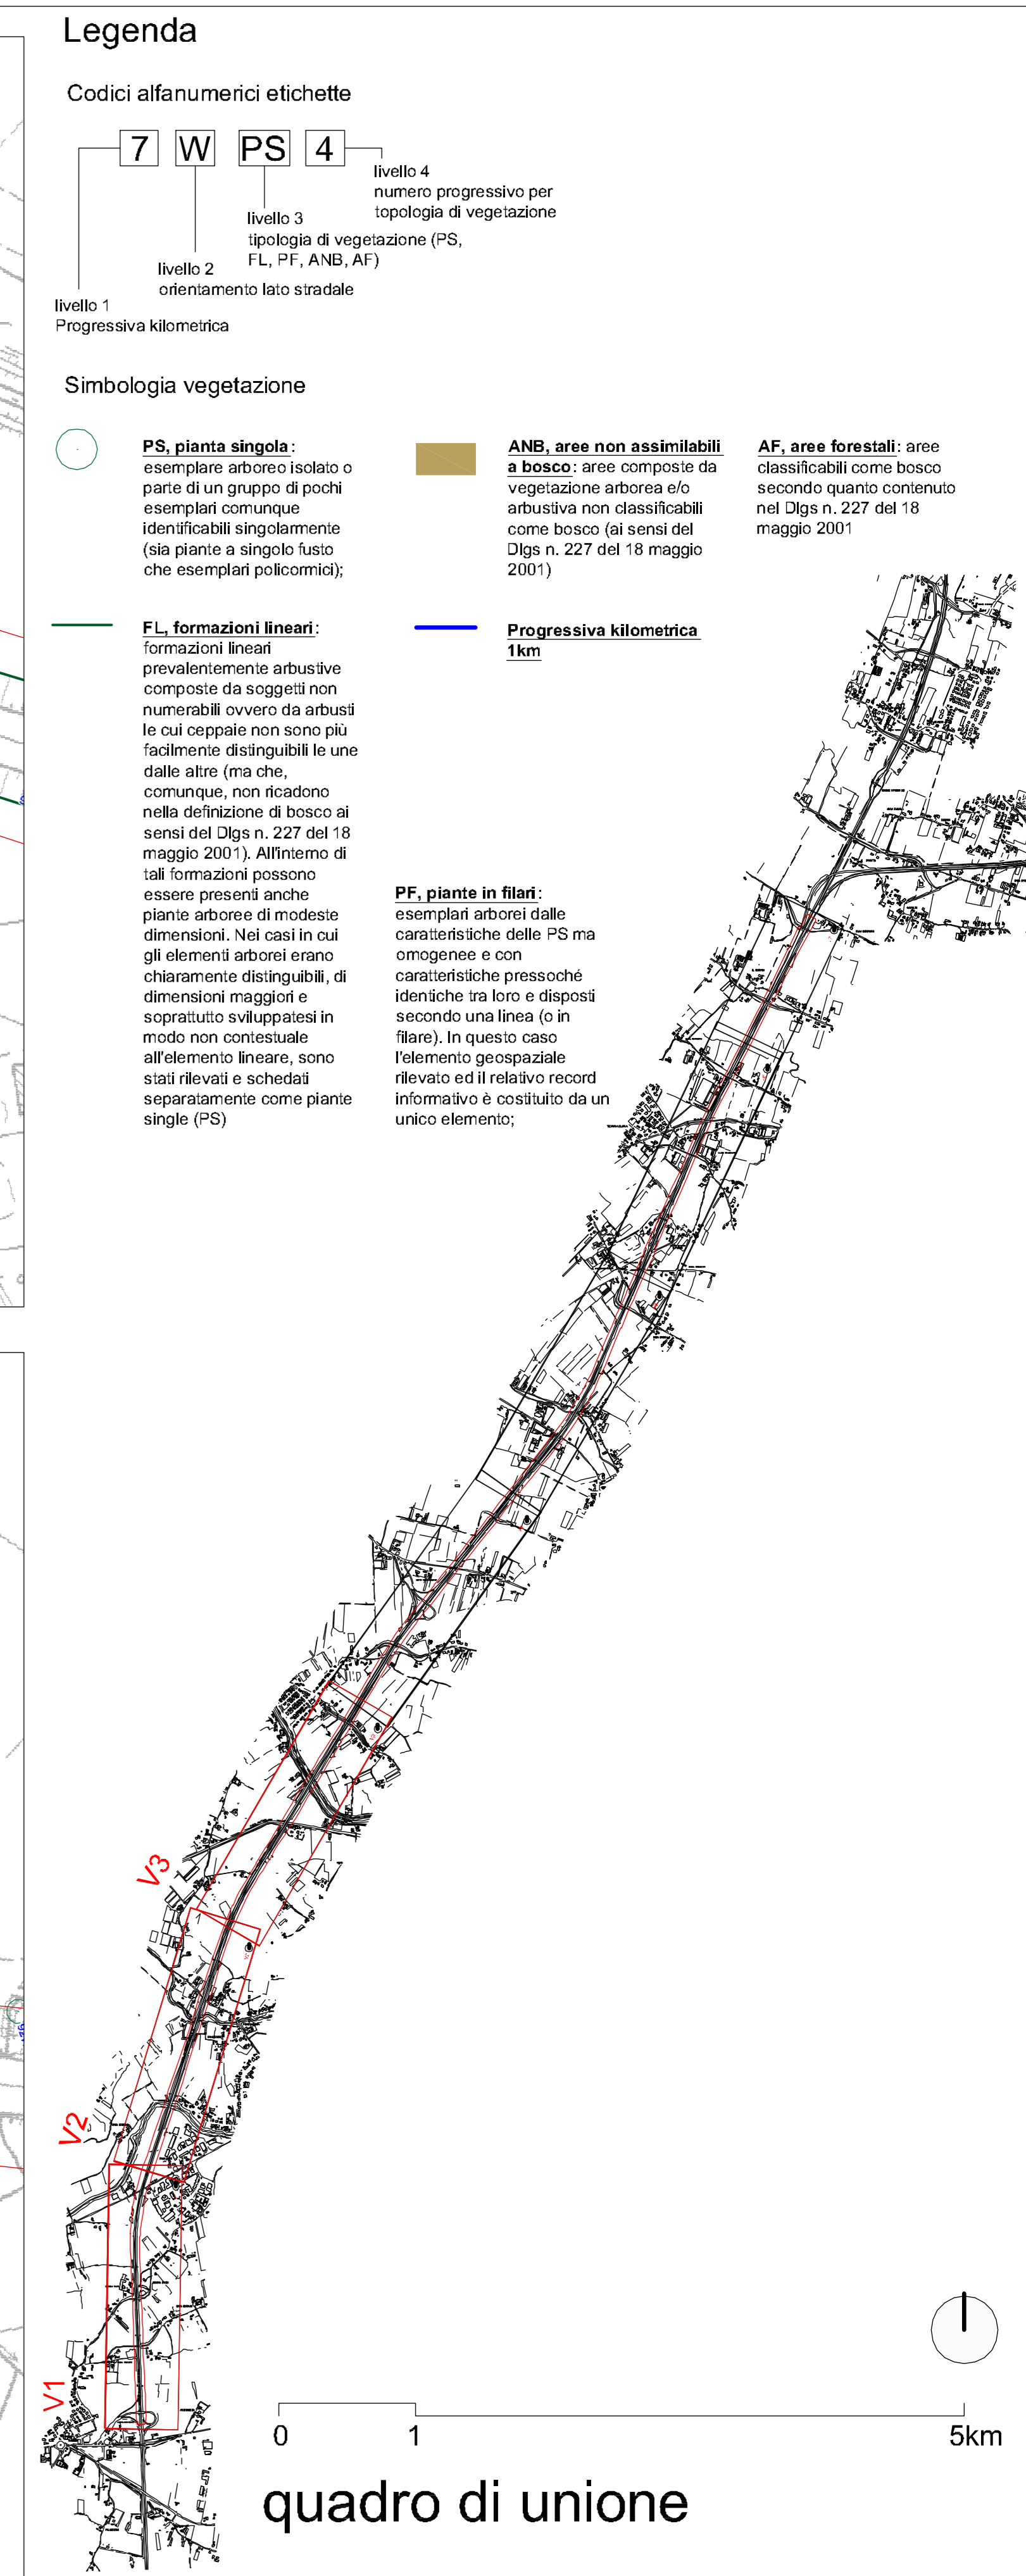 Legenda
Codici alfanumerici etichette
7 W PS 4
livello 4
numero progressivo per
topologia di vegetazione
livello 3
tipologia di vegetazione (PS,
FL, PF, ANB, AF)
livello 2
orientamento lato stradale
livello 1
Progressiva kilometrica
Simbologia vegetazione
PS, pianta singola:
esemplare arboreo isolato o
parte di un gruppo di pochi
esemplari comunque
identificabili singolarmente
(sia piante a singolo fusto
che esemplari policormici);
ANB, aree non assimilabili
a bosco: aree composte da
vegetazione arborea e/o
arbustiva non classificabili
come bosco (ai sensi del
Dlgs n. 227 del 18 maggio
2001)
AF, aree forestali: aree
classificabili come bosco
secondo quanto contenuto
nel Dlgs n. 227 del 18
maggio 2001
FL, formazioni lineari:
formazioni lineari
prevalentemente arbustive
composte da soggetti non
numerabili ovvero da arbusti
le cui ceppaie non sono più
facilmente distinguibili le une
dalle altre (ma che,
comunque, non ricadono
nella definizione di bosco ai
sensi del Dlgs n. 227 del 18
maggio 2001). All'interno di
tali formazioni possono
essere presenti anche
piante arboree di modeste
dimensioni. Nei casi in cui
gli elementi arborei erano
chiaramente distinguibili, di
dimensioni maggiori e
soprattutto sviluppatesi in
modo non contestuale
all'elemento lineare, sono
stati rilevati e schedati
separatamente come piante
single (PS)
Progressiva kilometrica
1km
PF, piante in filari:
esemplari arborei dalle
caratteristiche delle PS ma
omogenee e con
caratteristiche pressoché
identiche tra loro e disposti
secondo una linea (o in
filare). In questo caso
l'elemento geospaziale
rilevato ed il relativo record
informativo è costituito da un
unico elemento;
V3
V2
V1
0 1 5km
quadro di unione